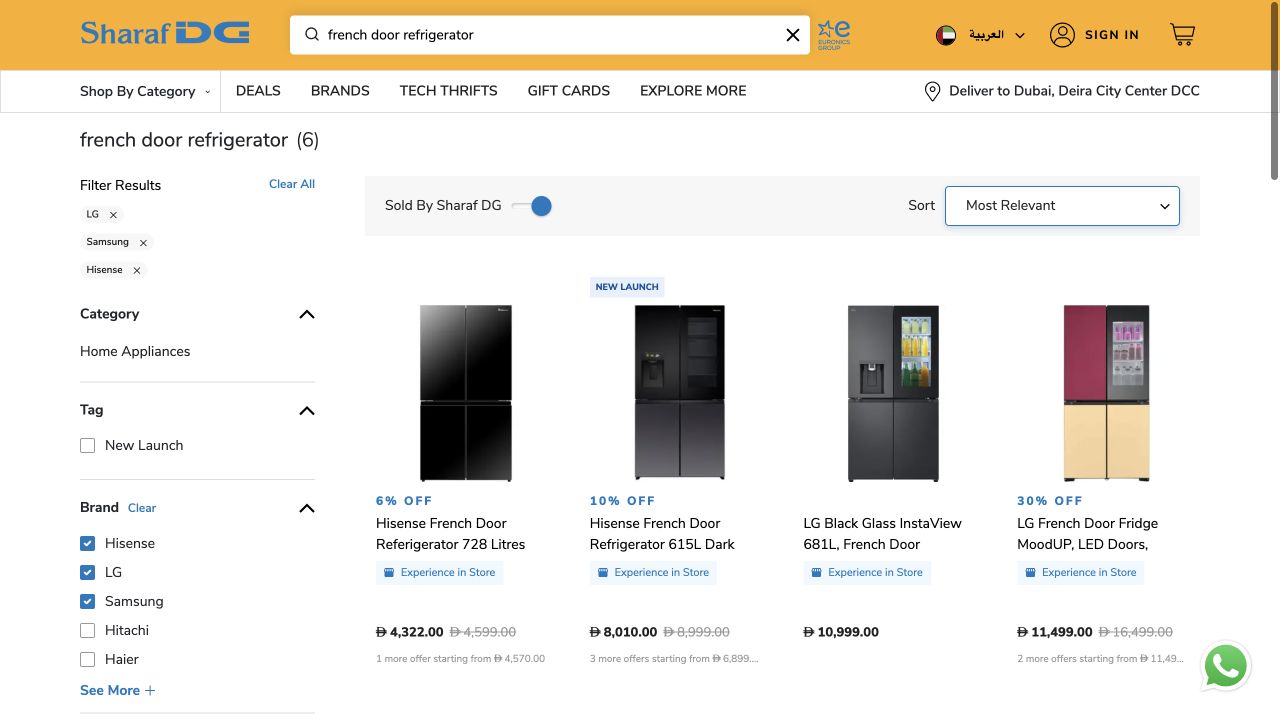 Sharaf DG
french door refrigerator
EURONICS
GROUP
العربية
SIGN IN
Shop By Category
DEALS
BRANDS
TECH THRIFTS
GIFT CARDS
EXPLORE MORE
Deliver to Dubai, Deira City Center DCC
french door refrigerator (6)
Filter Results
Clear All
LG
Samsung
Hisense
Category
Home Appliances
Tag
New Launch
Brand Clear
Hisense
LG
Samsung
Hitachi
Haier
See More +
Sold By Sharaf DG
Sort
Most Relevant
6% OFF
Hisense French Door
Referigerator 728 Litres
Experience in Store
4,322.00 4,599.00
1 more offer starting from 4,570.00
NEW LAUNCH
10% OFF
Hisense French Door
Refrigerator 615L Dark
Experience in Store
8,010.00 8,999.00
3 more offers starting from 6,899....
LG Black Glass InstaView
681L, French Door
Experience in Store
10,999.00
30% OFF
LG French Door Fridge
MoodUP, LED Doors,
Experience in Store
11,499.00 16,499.00
2 more offers starting from 11,49...